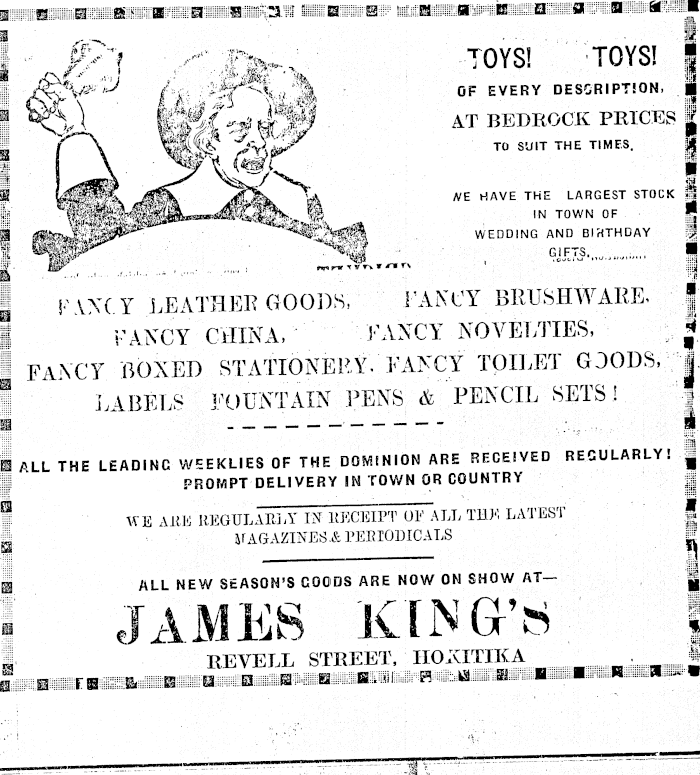 TOYS! TOYS!
OF EVERY DESCRIPTION,
AT BEDROCK PRICES
TO SUIT THE TIMES.
WE HAVE THE LARGEST STOCK
IN TOWN OF
WEDDING AND BIRTHDAY
GIFTS.
FANCY LEATHER GOODS, FANCY BRUSHWARE.
FANCY CHINA, FANCY NOVELTIES,
FANCY BOXED STATIONERY. FANCY TOILET GOODS,
LABELS FOUNTAIN PENS & PENCIL SETS!
ALL THE LEADING WEEKLIES OF THE DOMINION ARE RECEIVED REGULARLY!
PROMPT DELIVERY IN TOWN OR COUNTRY
WE ARE REGULARLY IN RECEIPT OF ALL THE LATEST
MAGAZINES & PERIODICALS
ALL NEW SEASON'S GOODS ARE NOW ON SHOW AT—
JAMES KING'S
REVELL STREET, HOKITIKA